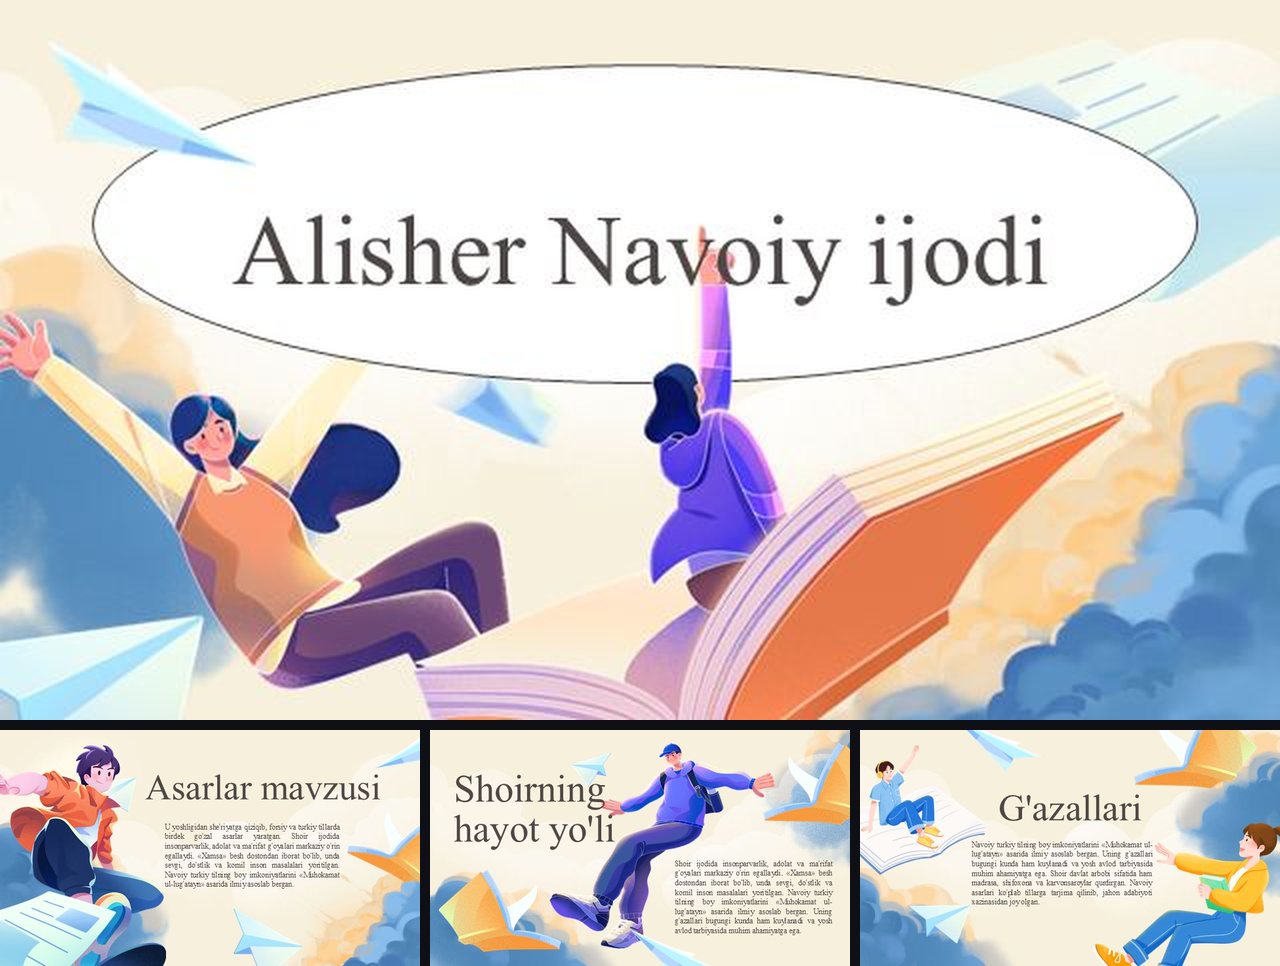 Alisher Navoiy ijodi
Asarlar mavzusi
U yoshligidan she'riyatga qiziqib, forsiy va turkiy tillarda
birdek go'zal asarlar yaratgan. Shoir ijodida
insonparvarlik, adolat va ma'rifat g'oyalari markaziy o'rin
egallaydi. «Xamsa» besh dostondan iborat bo'lib, unda
sevgi, do'stlik va komil inson masalalari yoritilgan.
Navoiy turkiy tilning boy imkoniyatlarini «Muhokamat
ul-lug'atayn» asarida ilmiy asoslab bergan.
Shoirning
hayot yo'li
Shoir ijodida insonparvarlik, adolat va ma'rifat
g'oyalari markaziy o'rin egallaydi. «Xamsa» besh
dostondan iborat bo'lib, unda sevgi, do'stlik va
komil inson masalalari yoritilgan. Navoiy turkiy
tilning boy imkoniyatlarini «Muhokamat ul-
lug'atayn» asarida ilmiy asoslab bergan. Uning
g'azallari bugungi kunda ham kuylanadi va yosh
avlod tarbiyasida muhim ahamiyatga ega.
G'azallari
Navoiy turkiy tilning boy imkoniyatlarini «Muhokamat ul-
lug'atayn» asarida ilmiy asoslab bergan. Uning g'azallari
bugungi kunda ham kuylanadi va yosh avlod tarbiyasida
muhim ahamiyatga ega. Shoir davlat arbobi sifatida ham
madrasa, shifoxona va karvonsaroylar qurdirgan. Navoiy
asarlari ko'plab tillarga tarjima qilinib, jahon adabiyoti
xazinasidan joy olgan.